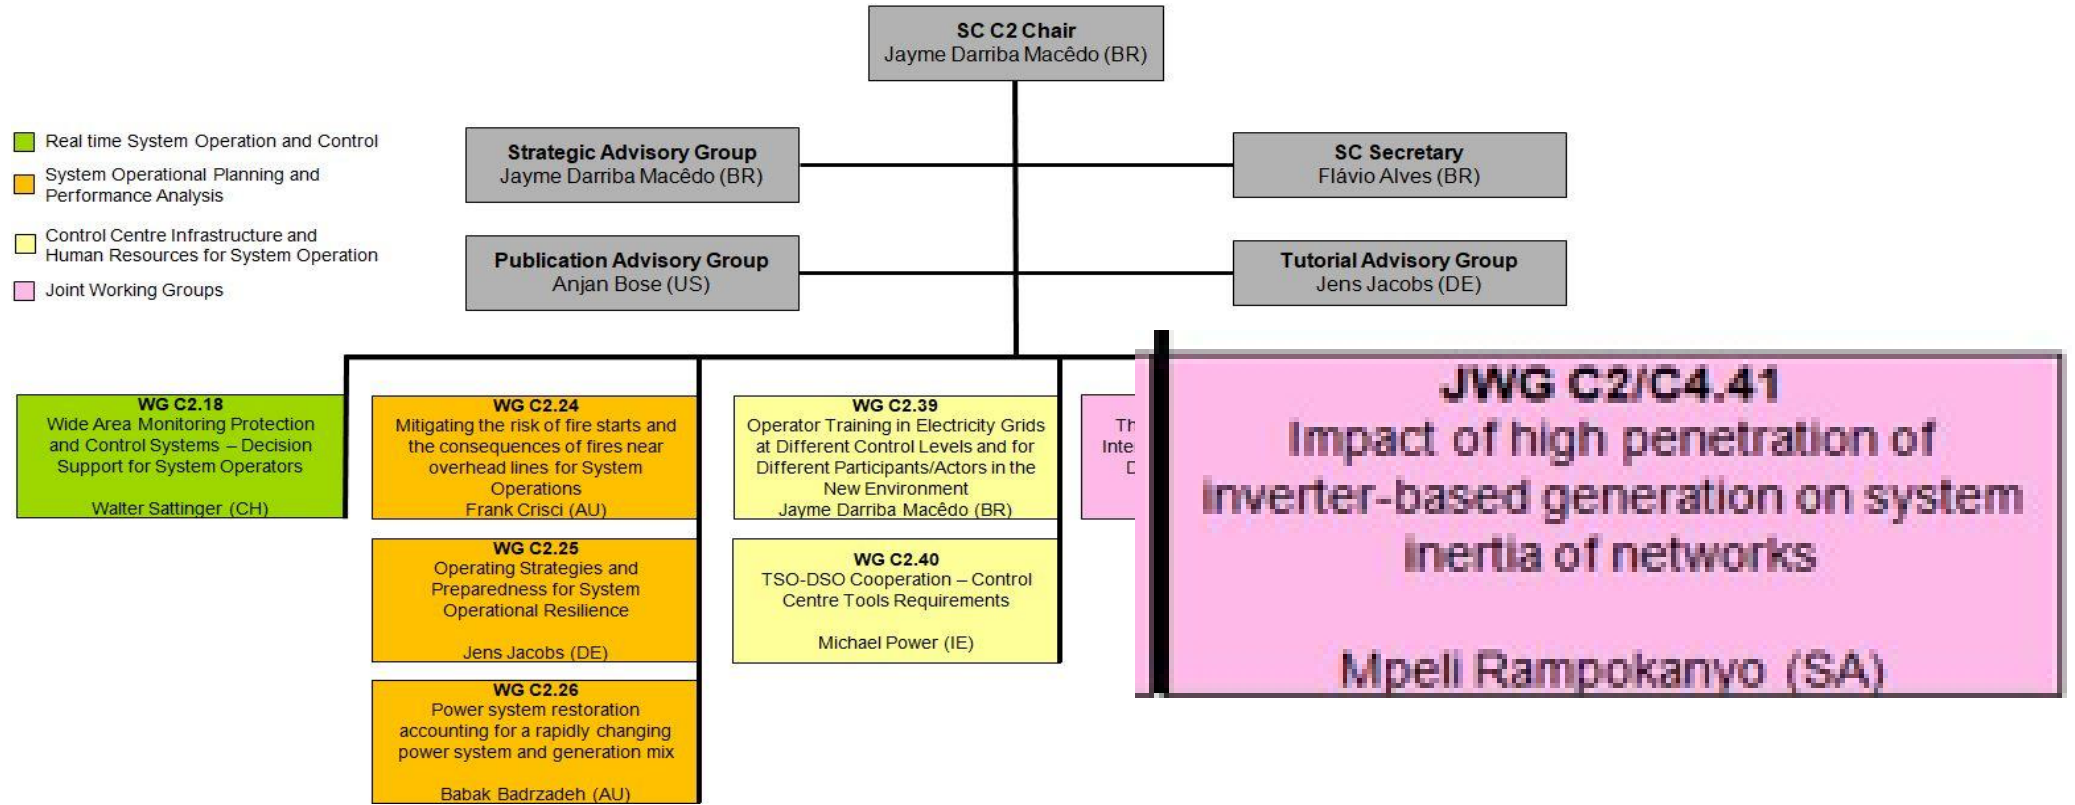 SC C2 Chair
Jayme Darriba Macêdo (BR)
Real time System Operation and Control
System Operational Planning and
Performance Analysis
Control Centre Infrastructure and
Human Resources for System Operation
Joint Working Groups
Strategic Advisory Group
Jayme Darriba Macêdo (BR)
SC Secretary
Flávio Alves (BR)
Publication Advisory Group
Anjan Bose (US)
Tutorial Advisory Group
Jens Jacobs (DE)
WG C2.18
Wide Area Monitoring Protection
and Control Systems – Decision
Support for System Operators
Walter Sattinger (CH)
WG C2.24
Mitigating the risk of fire starts and
the consequences of fires near
overhead lines for System
Operations
Frank Crisci (AU)
WG C2.25
Operating Strategies and
Preparedness for System
Operational Resilience
Jens Jacobs (DE)
WG C2.26
Power system restoration
accounting for a rapidly changing
power system and generation mix
Babak Badrzadeh (AU)
WG C2.39
Operator Training in Electricity Grids
at Different Control Levels and for
Different Participants/Actors in the
New Environment
Jayme Darriba Macêdo (BR)
WG C2.40
TSO-DSO Cooperation – Control
Centre Tools Requirements
Michael Power (IE)
Th
Inte
JWG C2/C4.41
Impact of high penetration of
inverter-based generation on system
inertia of networks
Mpeli Rampokanyo (SA)